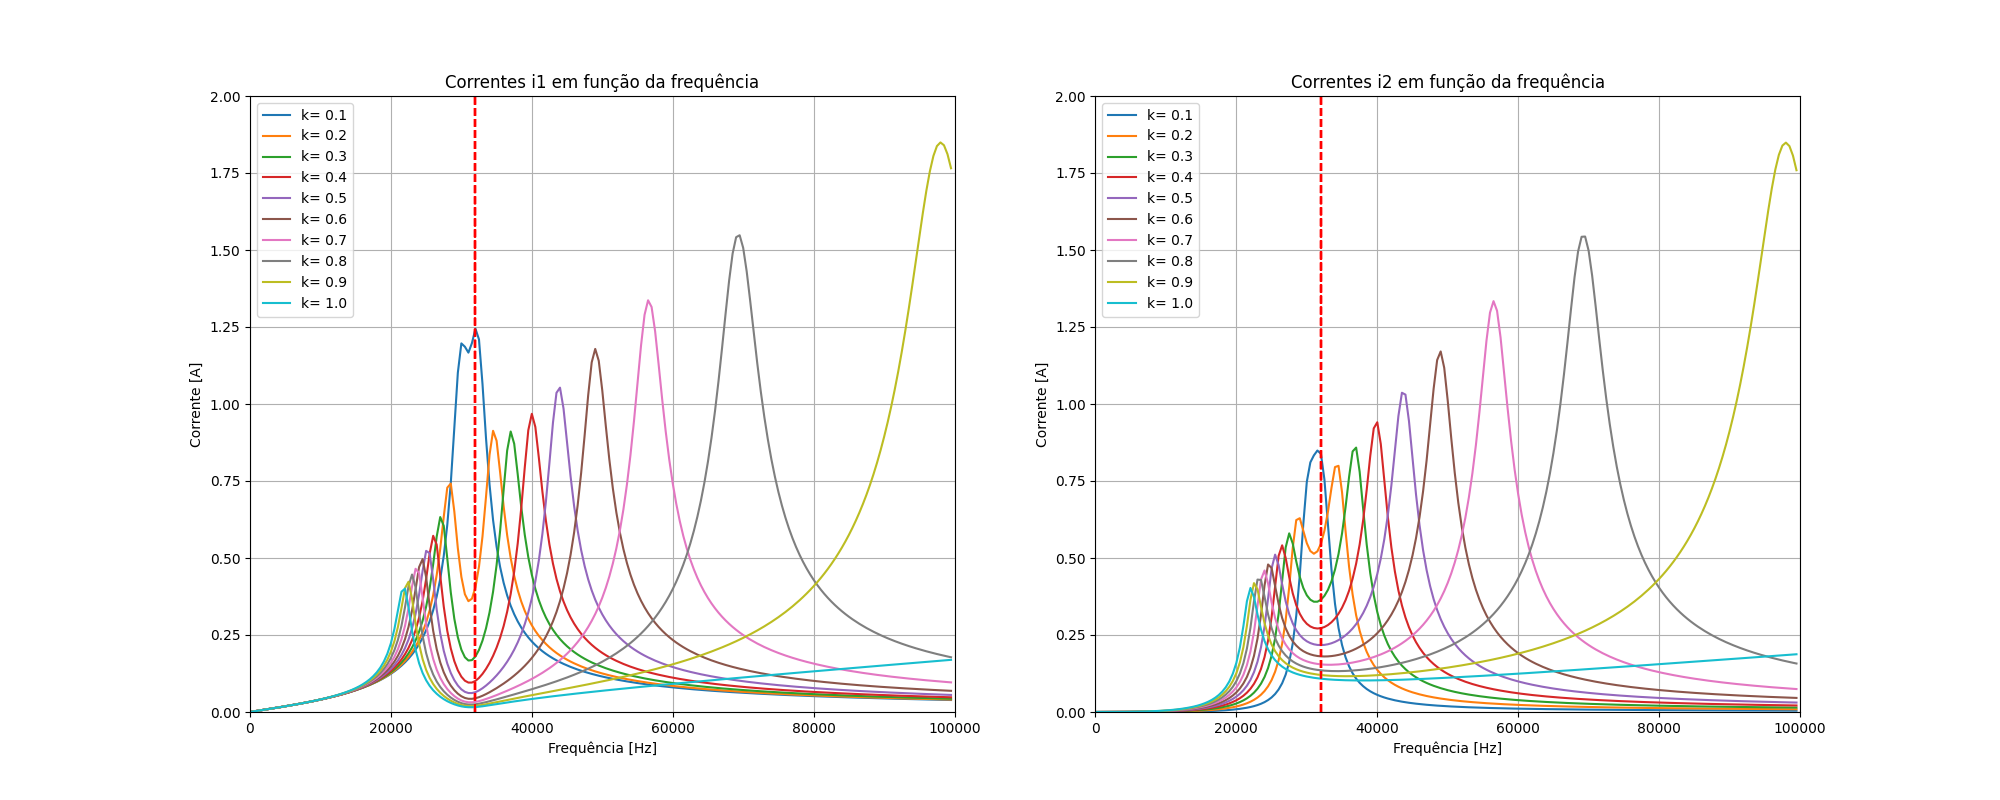 Correntes i1 em função da frequência
2.00
1.75
1.50
1.25
1.00
0.75
0.50
0.25
0.00
Corrente [A]
k= 0.1
k= 0.2
k= 0.3
k= 0.4
k= 0.5
k= 0.6
k= 0.7
k= 0.8
k= 0.9
k= 1.0
0 20000 40000 60000 80000 100000
Frequência [Hz]
Correntes i2 em função da frequência
2.00
1.75
1.50
1.25
1.00
0.75
0.50
0.25
0.00
Corrente [A]
k= 0.1
k= 0.2
k= 0.3
k= 0.4
k= 0.5
k= 0.6
k= 0.7
k= 0.8
k= 0.9
k= 1.0
0 20000 40000 60000 80000 100000
Frequência [Hz]